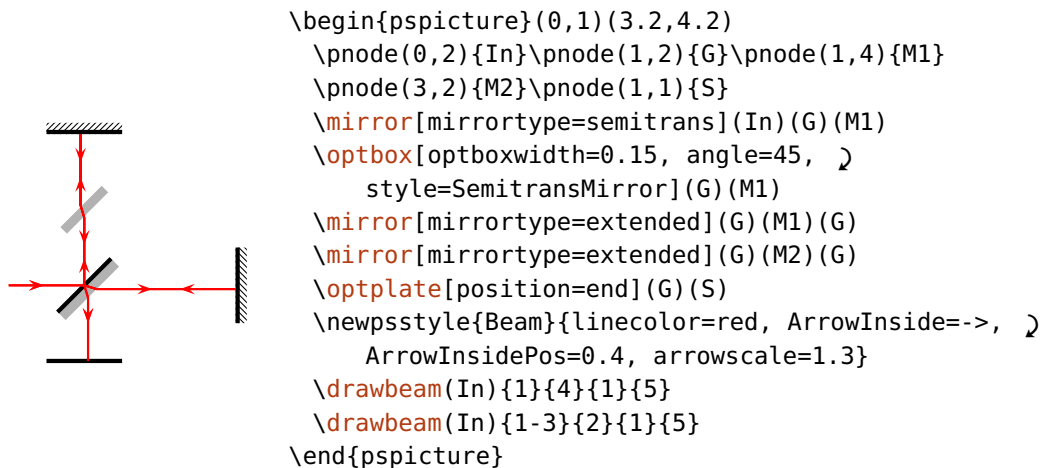 \begin{pspicture}(0,1)(3.2,4.2)
\pnode(0,2){In}\pnode(1,2){G}\pnode(1,4){M1}
\pnode(3,2){M2}\pnode(1,1){S}
\mirror[mirrortype=semitrans](In)(G)(M1)
\optbox[optboxwidth=0.15, angle=45,
style=SemitransMirror](G)(M1)
\mirror[mirrortype=extended](G)(M1)(G)
\mirror[mirrortype=extended](G)(M2)(G)
\optplate[position=end](G)(S)
\newpsstyle{Beam}{linecolor=red, ArrowInside=->,
ArrowInsidePos=0.4, arrowscale=1.3}
\drawbeam(In){1}{4}{1}{5}
\drawbeam(In){1-3}{2}{1}{5}
\end{pspicture}